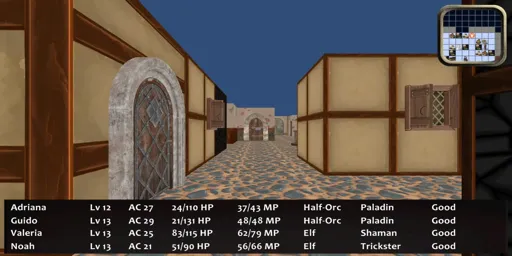 Adriana Lv 12 AC 27 24/110 HP 37/43 MP Half-Orc Paladin Good
Guido Lv 13 AC 29 21/131 HP 48/48 MP Half-Orc Paladin Good
Valeria Lv 13 AC 25 83/115 HP 62/79 MP Elf Shaman Good
Noah Lv 13 AC 21 51/90 HP 56/66 MP Elf Trickster Good